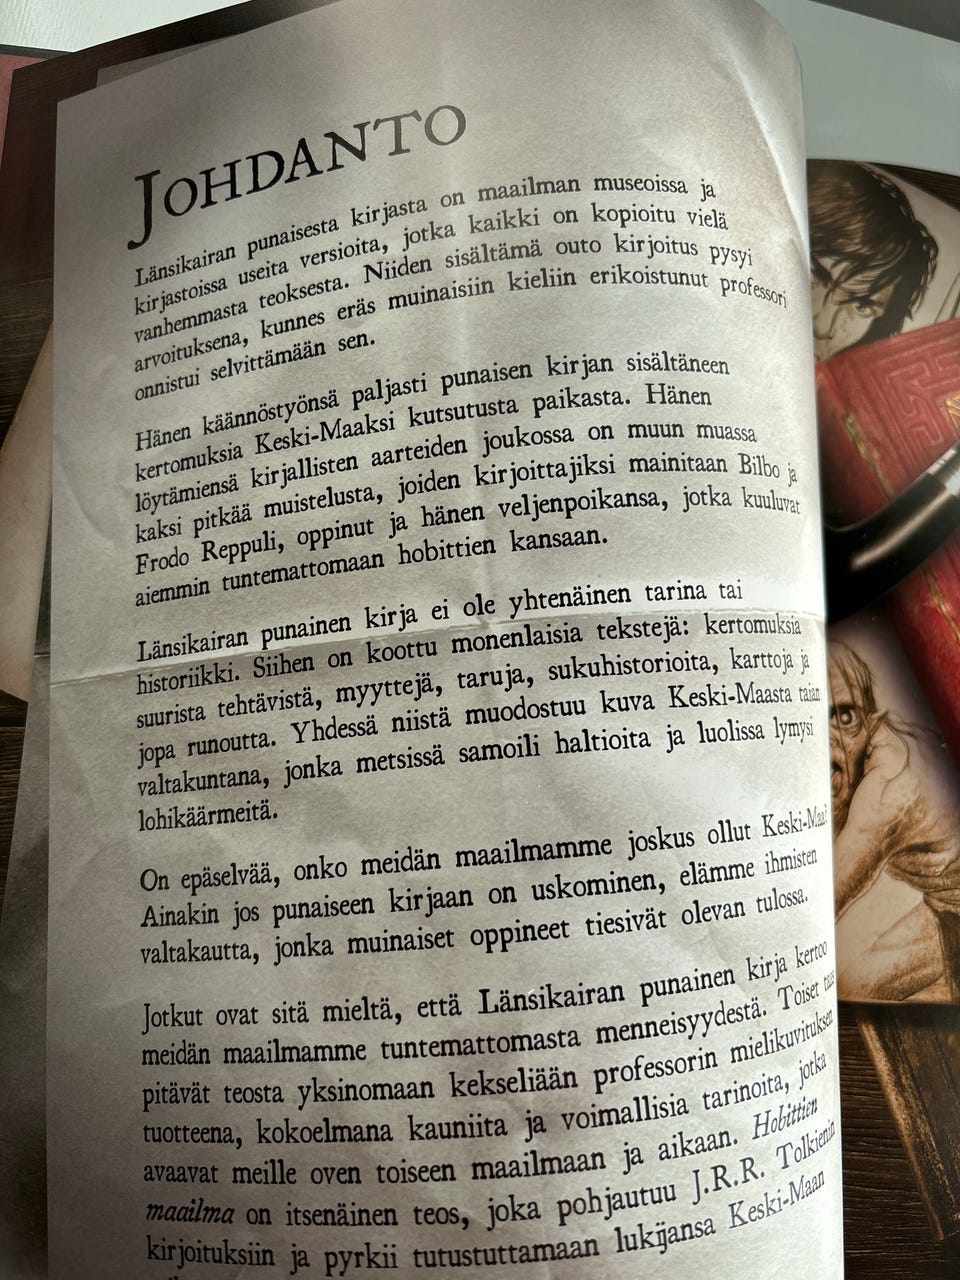 JOHDANTO
Länsikairan punaisesta kirjasta on maailman museoissa ja
kirjastoissa useita versioita, jotka kaikki on kopioitu vielä
vanhemmasta teoksesta. Niiden sisältämä outo kirjoitus pysyi
arvoituksena, kunnes eräs muinaisiin kieliin erikoistunut professori
onnistui selvittämään sen.
Hänen käännöstyönsä paljasti punaisen kirjan sisältäneen
kertomuksia Keski-Maaksi kutsutusta paikasta. Hänen
löytämiensä kirjallisten aarteiden joukossa on muun muassa
kaksi pitkää muistelusta, joiden kirjoittajiksi mainitaan Bilbo ja
Frodo Reppuli, oppinut ja hänen veljenpoikansa, jotka kuuluvat
aiemmin tuntemattomaan hobittien kansaan.
Länsikairan punainen kirja ei ole yhtenäinen tarina tai
historiikki. Siihen on koottu monenlaisia tekstejä: kertomuksia
suurista tehtävistä, myyttejä, taruja, sukuhistorioita, karttoja ja
jopa runoutta. Yhdessä niistä muodostuu kuva Keski-Maasta taian
valtakuntana, jonka metsissä samoili haltioita ja luolissa lymysi
lohikäärmeitä.
On epäselvää, onko meidän maailmamme joskus ollut Keski-Maa?
Ainakin jos punaiseen kirjaan on uskominen, elämme ihmisten
valtakautta, jonka muinaiset oppineet tiesivät olevan tulossa.
Jotkut ovat sitä mieltä, että Länsikairan punainen kirja kertoo
meidän maailmamme tuntemattomasta menneisyydestä. Toiset taas
pitävät teosta yksinomaan kekseliään professorin mielikuvituksen
tuotteena, kokoelmana kauniita ja voimallisia tarinoita, jotka
avaavat meille oven toiseen maailmaan ja aikaan. Hobittien
maailma on itsenäinen teos, joka pohjautuu J.R.R. Tolkienin
kirjoituksiin ja pyrkii tutustuttamaan lukijansa Keski-Maan